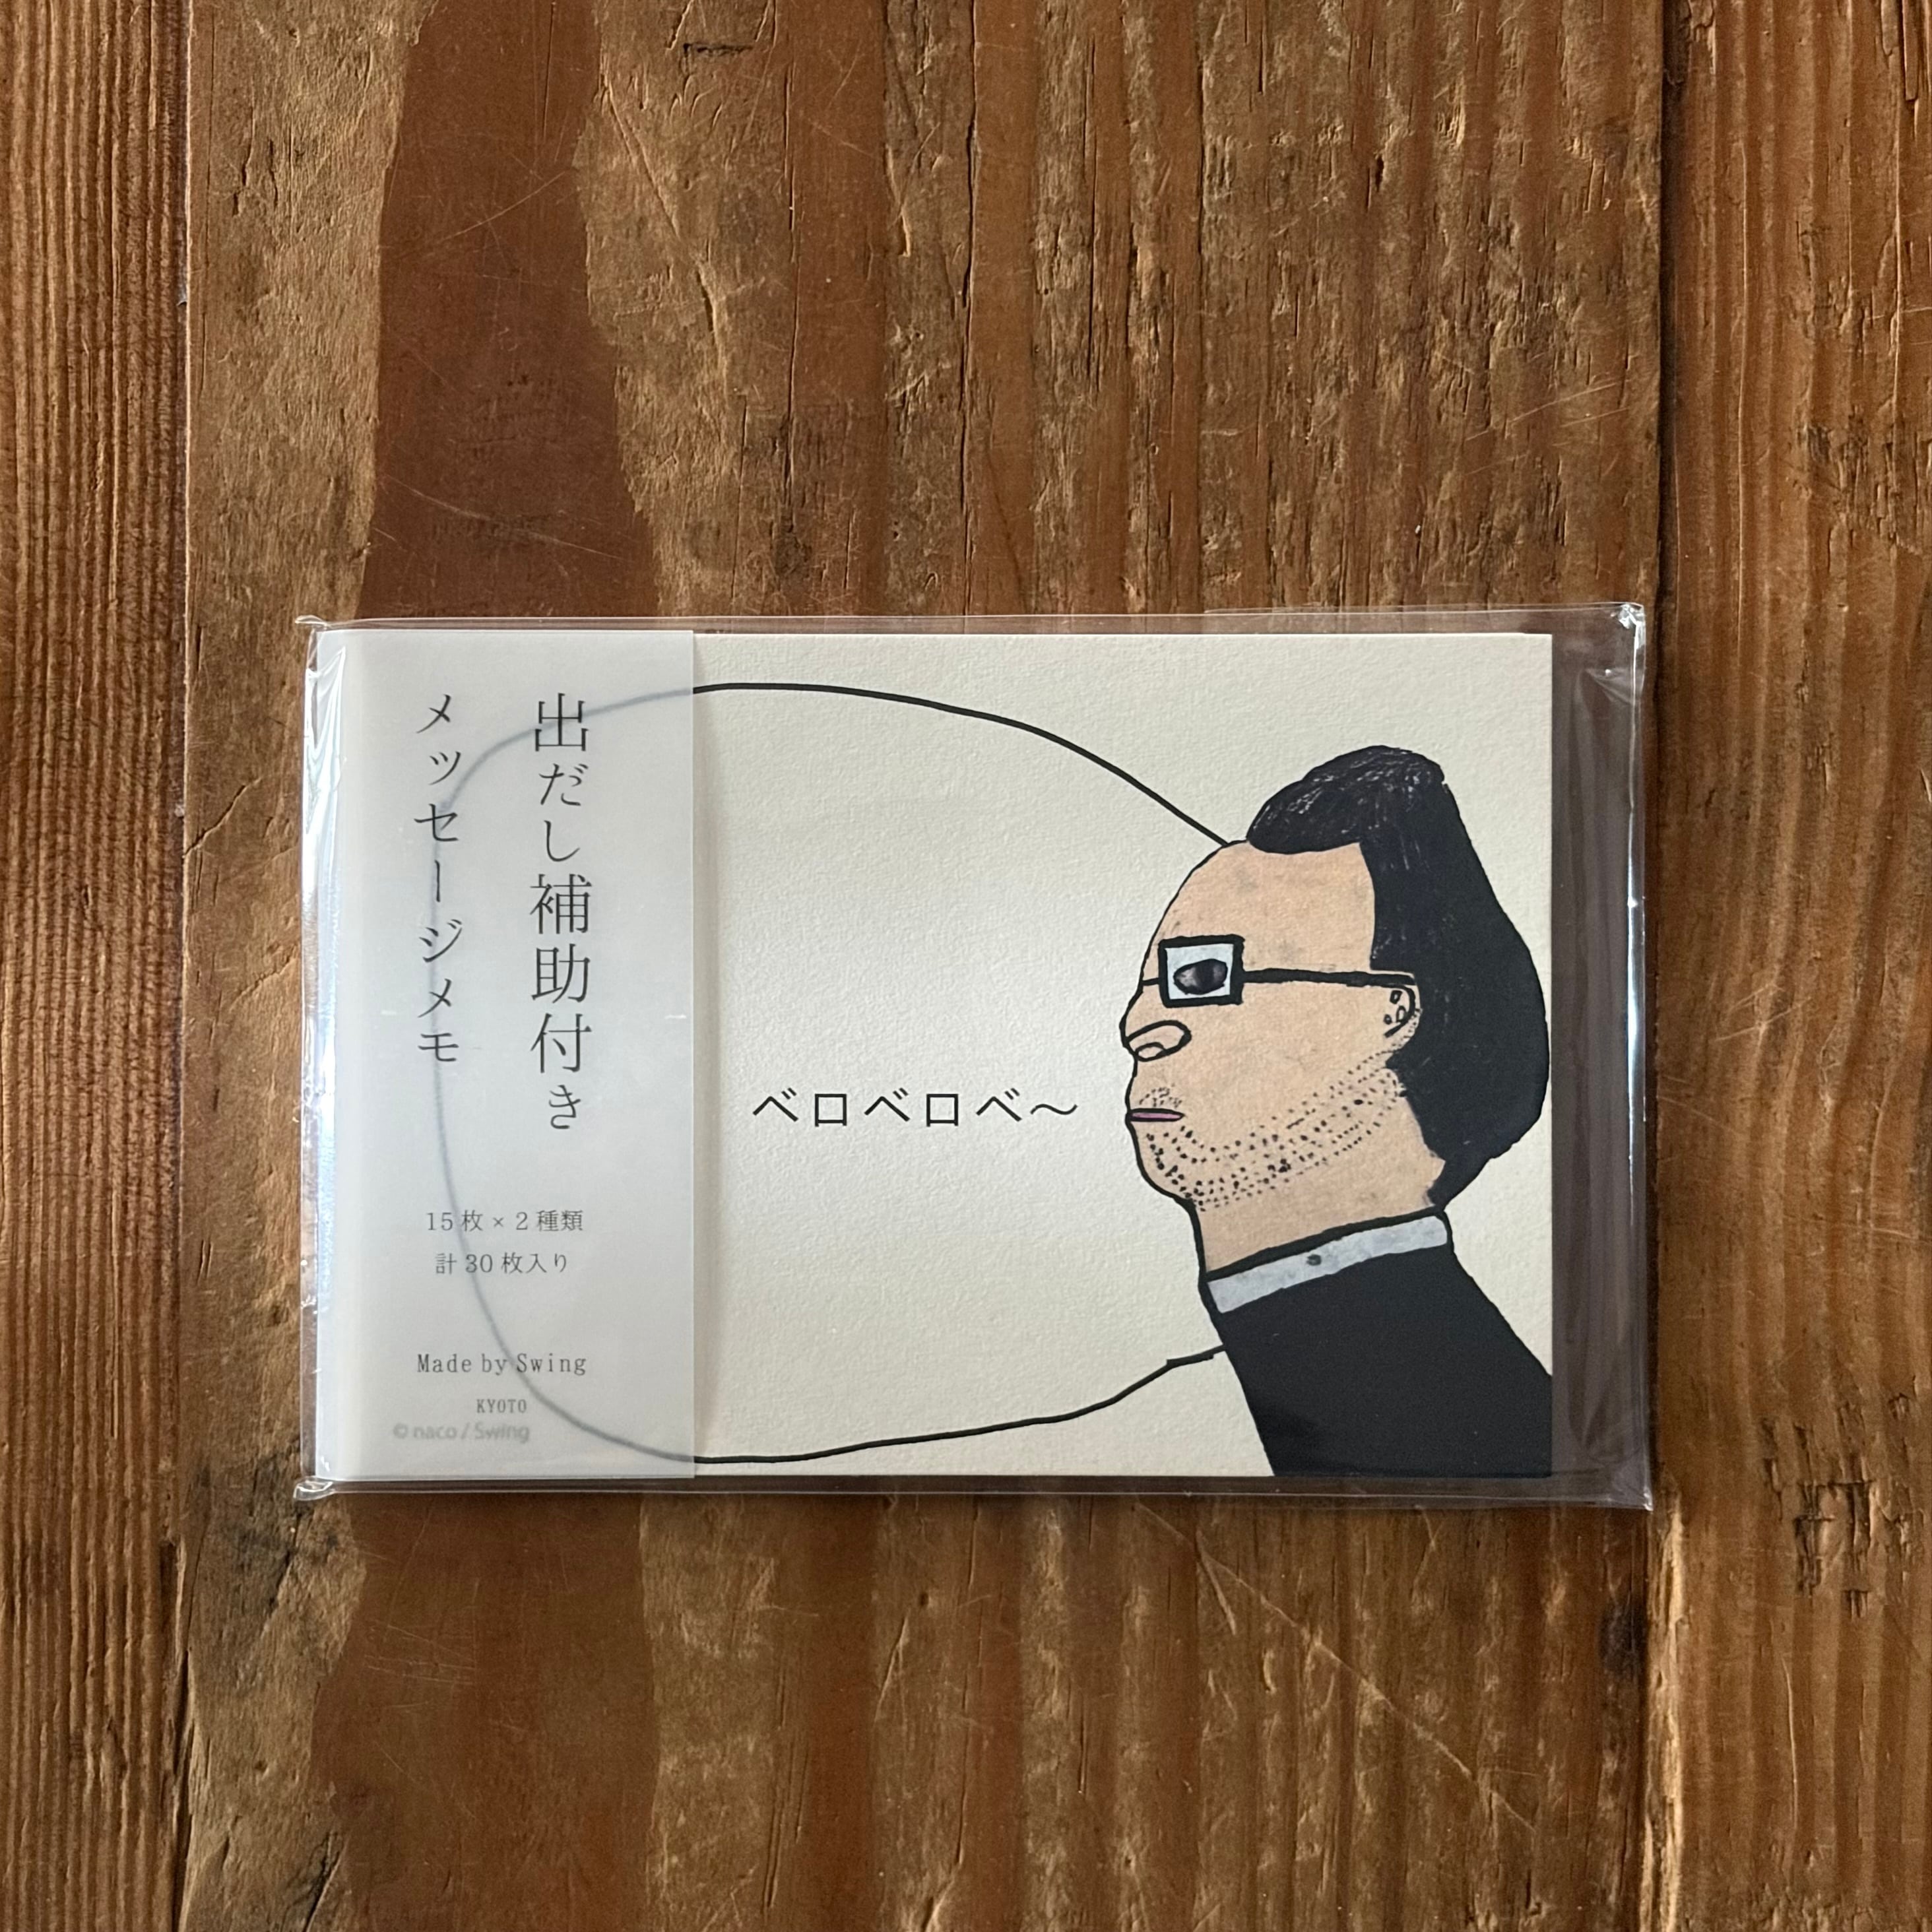 出だし補助付き
メッセージメモ
15枚×2種類
計30枚入り
Made by Swing
KYOTO
© naco / Swing
ベロベロベ〜